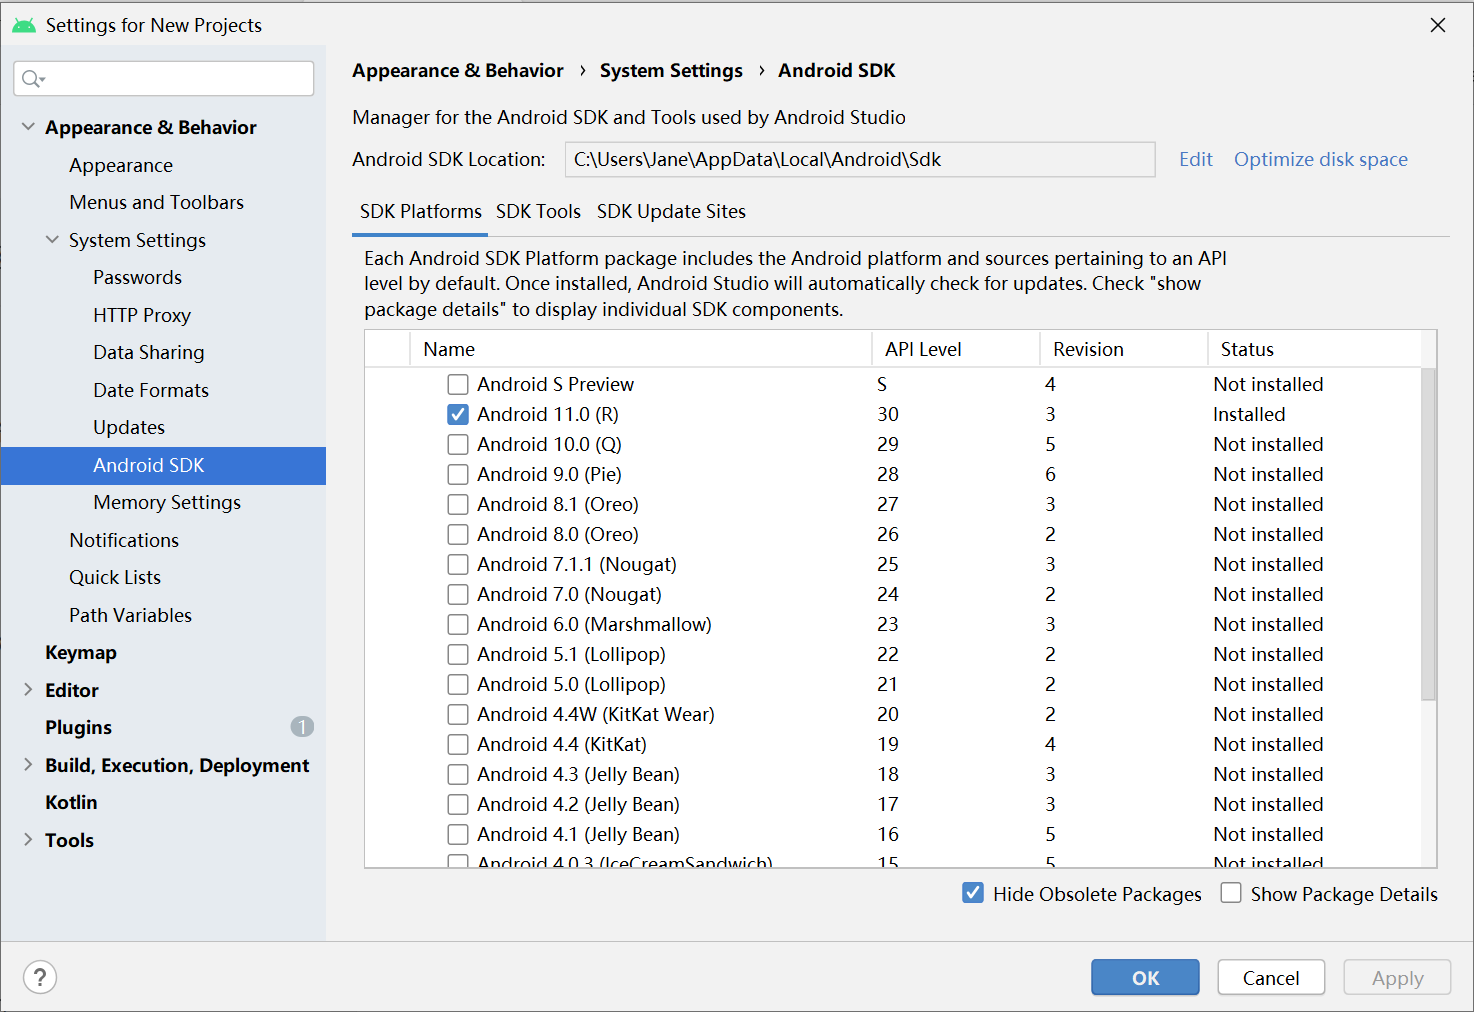 Settings for New Projects
Appearance & Behavior
Appearance
Menus and Toolbars
System Settings
Passwords
HTTP Proxy
Data Sharing
Date Formats
Updates
Android SDK
Memory Settings
Notifications
Quick Lists
Path Variables
Keymap
Editor
Plugins 1
Build, Execution, Deployment
Kotlin
Tools
Appearance & Behavior › System Settings › Android SDK
Manager for the Android SDK and Tools used by Android Studio
Android SDK Location: C:\Users\Jane\AppData\Local\Android\Sdk Edit Optimize disk space
SDK Platforms SDK Tools SDK Update Sites
Each Android SDK Platform package includes the Android platform and sources pertaining to an API
level by default. Once installed, Android Studio will automatically check for updates. Check "show
package details" to display individual SDK components.
Name API Level Revision Status
Android S Preview S 4 Not installed
Android 11.0 (R) 30 3 Installed
Android 10.0 (Q) 29 5 Not installed
Android 9.0 (Pie) 28 6 Not installed
Android 8.1 (Oreo) 27 3 Not installed
Android 8.0 (Oreo) 26 2 Not installed
Android 7.1.1 (Nougat) 25 3 Not installed
Android 7.0 (Nougat) 24 2 Not installed
Android 6.0 (Marshmallow) 23 3 Not installed
Android 5.1 (Lollipop) 22 2 Not installed
Android 5.0 (Lollipop) 21 2 Not installed
Android 4.4W (KitKat Wear) 20 2 Not installed
Android 4.4 (KitKat) 19 4 Not installed
Android 4.3 (Jelly Bean) 18 3 Not installed
Android 4.2 (Jelly Bean) 17 3 Not installed
Android 4.1 (Jelly Bean) 16 5 Not installed
Android 4.0.3 (IceCreamSandwich) 15 5 Not installed
Hide Obsolete Packages Show Package Details
? OK Cancel Apply